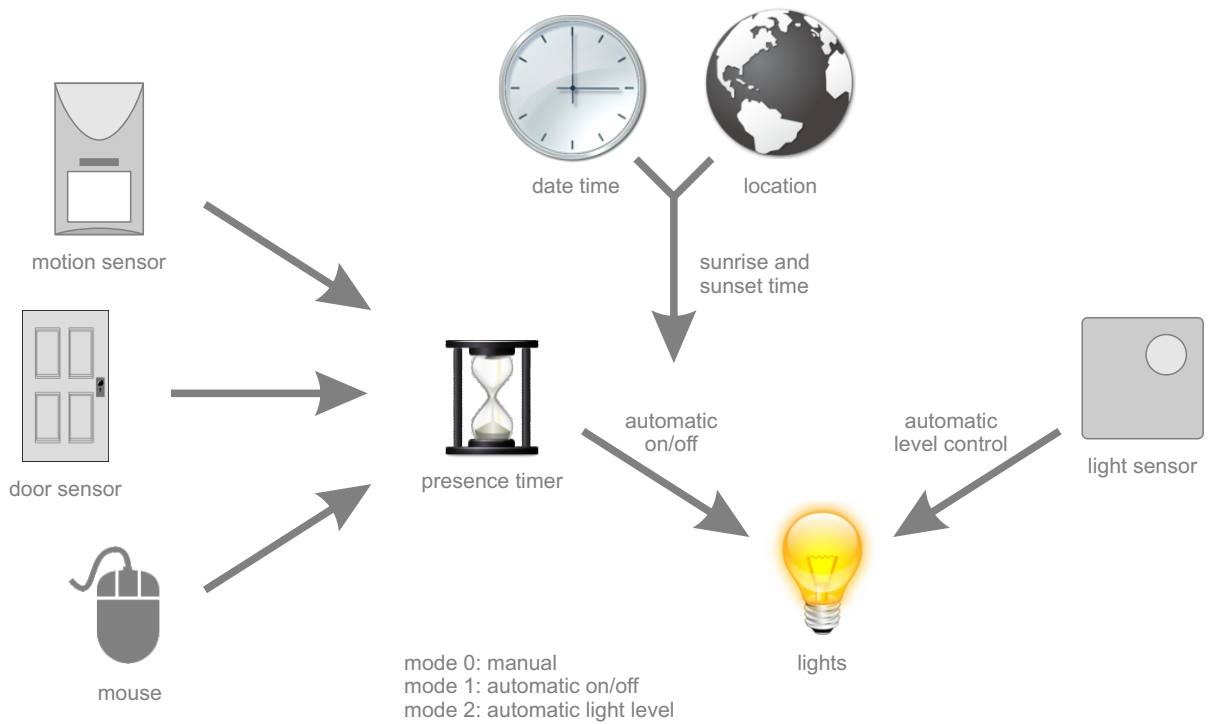 date time
location
motion sensor
sunrise and
sunset time
automatic
on/off
automatic
level control
light sensor
presence timer
door sensor
mouse
lights
mode 0: manual
mode 1: automatic on/off
mode 2: automatic light level